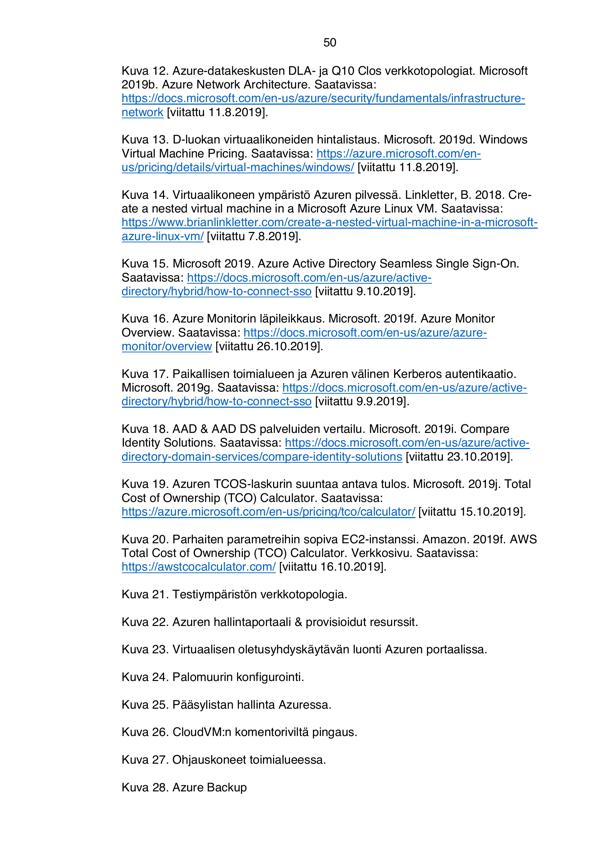 50
Kuva 12. Azure-datakeskusten DLA- ja Q10 Clos verkkotopologiat. Microsoft
2019b. Azure Network Architecture. Saatavissa:
https://docs.microsoft.com/en-us/azure/security/fundamentals/infrastructure-
network [viitattu 11.8.2019].
Kuva 13. D-luokan virtuaalikoneiden hintalistaus. Microsoft. 2019d. Windows
Virtual Machine Pricing. Saatavissa: https://azure.microsoft.com/en-
us/pricing/details/virtual-machines/windows/ [viitattu 11.8.2019].
Kuva 14. Virtuaalikoneen ympäristö Azuren pilvessä. Linkletter, B. 2018. Cre-
ate a nested virtual machine in a Microsoft Azure Linux VM. Saatavissa:
https://www.brianlinkletter.com/create-a-nested-virtual-machine-in-a-microsoft-
azure-linux-vm/ [viitattu 7.8.2019].
Kuva 15. Microsoft 2019. Azure Active Directory Seamless Single Sign-On.
Saatavissa: https://docs.microsoft.com/en-us/azure/active-
directory/hybrid/how-to-connect-sso [viitattu 9.10.2019].
Kuva 16. Azure Monitorin läpileikkaus. Microsoft. 2019f. Azure Monitor
Overview. Saatavissa: https://docs.microsoft.com/en-us/azure/azure-
monitor/overview [viitattu 26.10.2019].
Kuva 17. Paikallisen toimialueen ja Azuren välinen Kerberos autentikaatio.
Microsoft. 2019g. Saatavissa: https://docs.microsoft.com/en-us/azure/active-
directory/hybrid/how-to-connect-sso [viitattu 9.9.2019].
Kuva 18. AAD & AAD DS palveluiden vertailu. Microsoft. 2019i. Compare
Identity Solutions. Saatavissa: https://docs.microsoft.com/en-us/azure/active-
directory-domain-services/compare-identity-solutions [viitattu 23.10.2019].
Kuva 19. Azuren TCOS-laskurin suuntaa antava tulos. Microsoft. 2019j. Total
Cost of Ownership (TCO) Calculator. Saatavissa:
https://azure.microsoft.com/en-us/pricing/tco/calculator/ [viitattu 15.10.2019].
Kuva 20. Parhaiten parametreihin sopiva EC2-instanssi. Amazon. 2019f. AWS
Total Cost of Ownership (TCO) Calculator. Verkkosivu. Saatavissa:
https://awstcocalculator.com/ [viitattu 16.10.2019].
Kuva 21. Testiympäristön verkkotopologia.
Kuva 22. Azuren hallintaportaali & provisioidut resurssit.
Kuva 23. Virtuaalisen oletusyhdyskäytävän luonti Azuren portaalissa.
Kuva 24. Palomuurin konfigurointi.
Kuva 25. Pääsylistan hallinta Azuressa.
Kuva 26. CloudVM:n komentoriviltä pingaus.
Kuva 27. Ohjauskoneet toimialueessa.
Kuva 28. Azure Backup